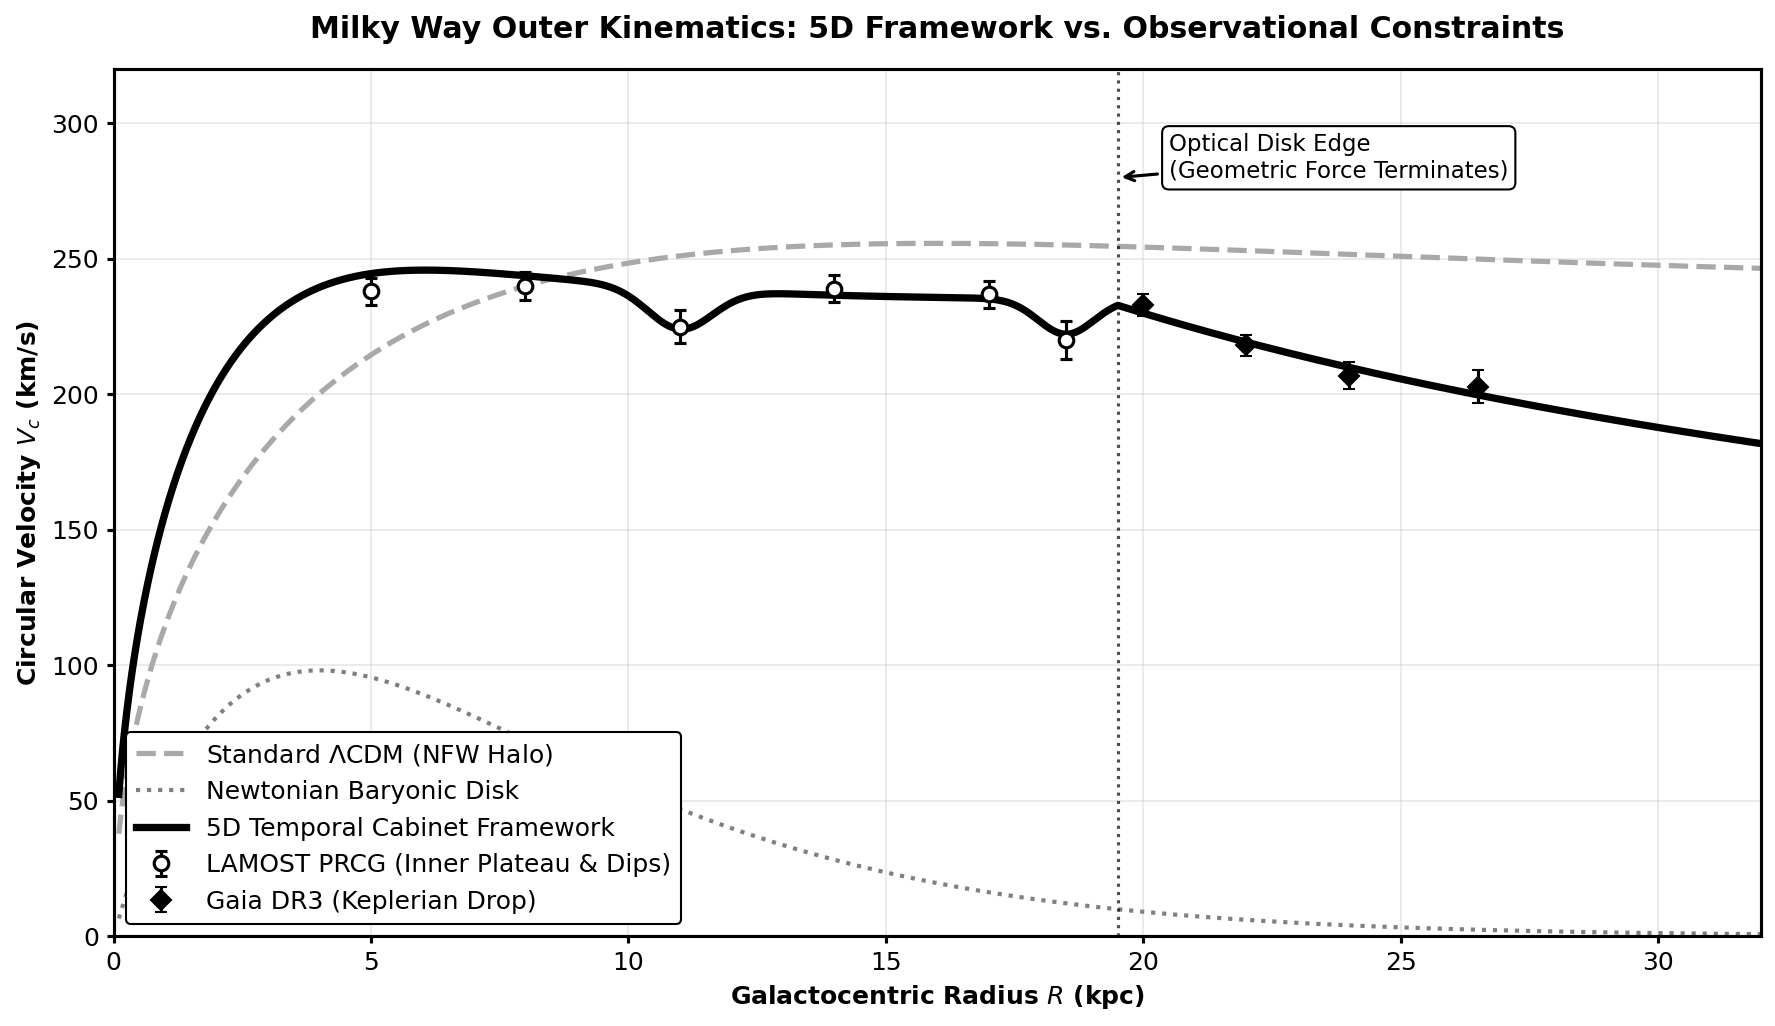 Milky Way Outer Kinematics: 5D Framework vs. Observational Constraints
Circular Velocity V_c (km/s)
300
250
200
150
100
50
0
Optical Disk Edge
(Geometric Force Terminates)
Standard ΛCDM (NFW Halo)
Newtonian Baryonic Disk
5D Temporal Cabinet Framework
LAMOST PRCG (Inner Plateau & Dips)
Gaia DR3 (Keplerian Drop)
0 5 10 15 20 25 30
Galactocentric Radius R (kpc)